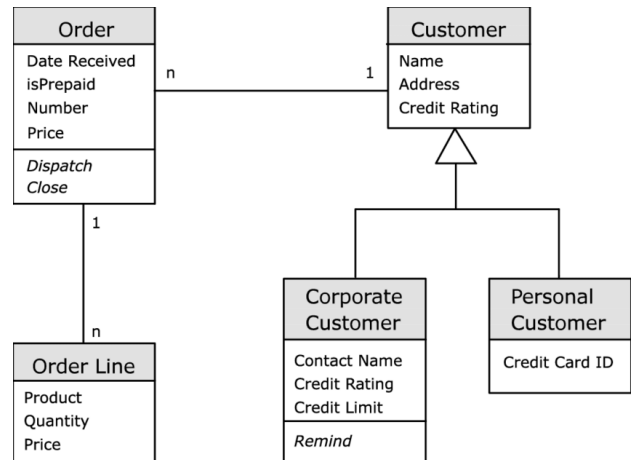 Order
Date Received
isPrepaid
Number
Price
Dispatch
Close
n
1
Customer
Name
Address
Credit Rating
1
n
Order Line
Product
Quantity
Price
Corporate
Customer
Contact Name
Credit Rating
Credit Limit
Remind
Personal
Customer
Credit Card ID